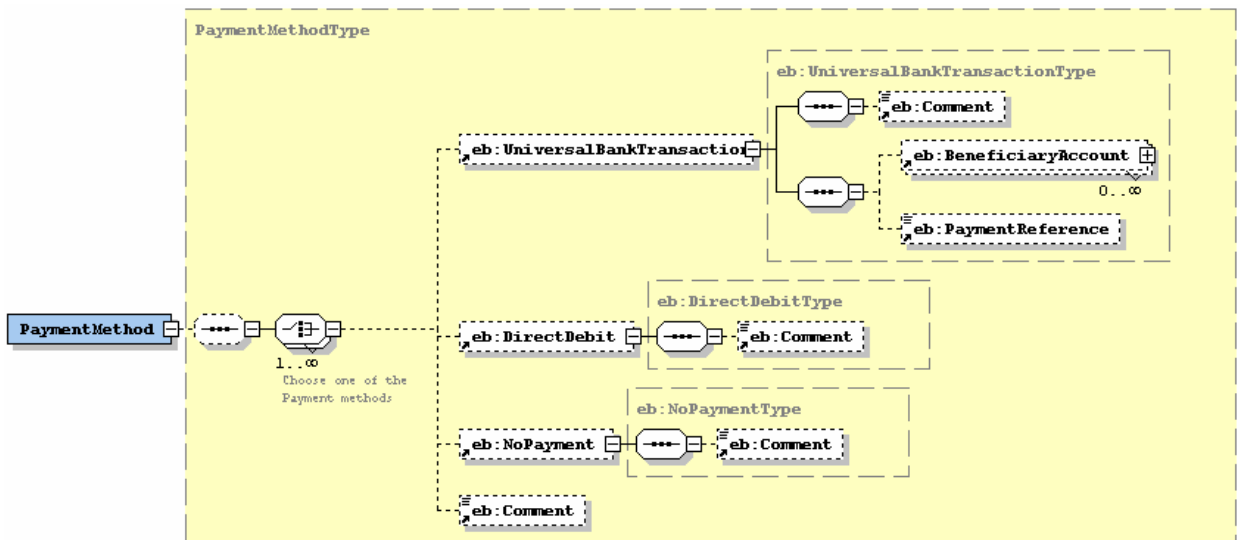 PaymentMethodType
eb:UniversalBankTransactionType
eb:Comment
eb:UniversalBankTransaction
eb:BeneficiaryAccount
0..∞
eb:PaymentReference
eb:DirectDebitType
PaymentMethod
eb:DirectDebit
eb:Comment
1..∞
Choose one of the
Payment methods
eb:NoPaymentType
eb:NoPayment
eb:Comment
eb:Comment